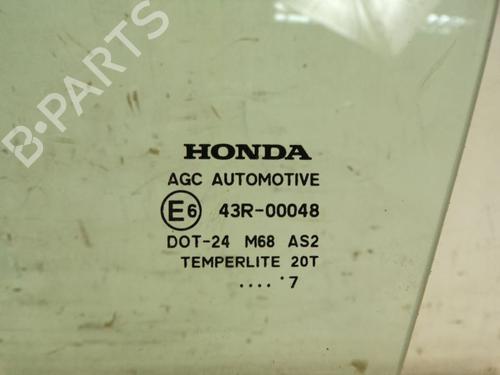 B-PARTS
HONDA
AGC AUTOMOTIVE
E6 43R-00048
DOT-24 M68 AS2
TEMPERLITE 20T
.... 7